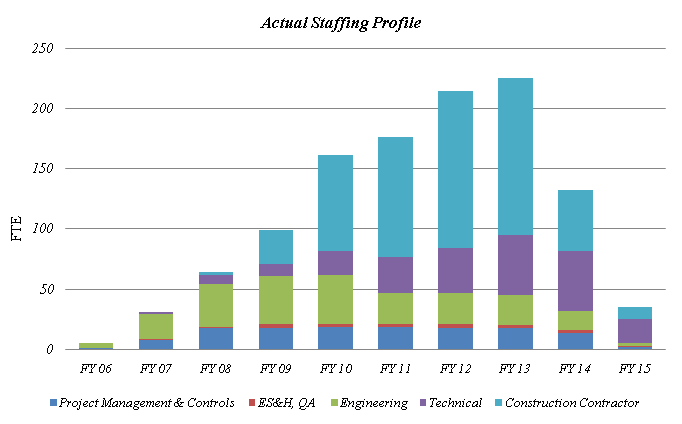 Actual Staffing Profile
250
200
150
100
50
0
FTE
FY 06 FY 07 FY 08 FY 09 FY 10 FY 11 FY 12 FY 13 FY 14 FY 15
Project Management & Controls ES&H, QA Engineering Technical Construction Contractor